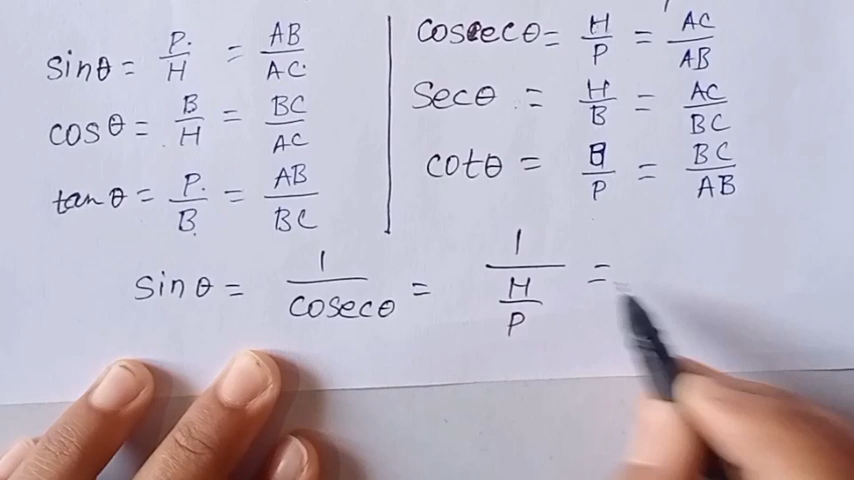 sinθ = P/H = AB/AC
cosθ = B/H = BC/AC
tanθ = P/B = AB/BC
cosecθ = H/P = AC/AB
secθ = H/B = AC/BC
cotθ = B/P = BC/AB
sinθ = 1/cosecθ = 1/(H/P) =